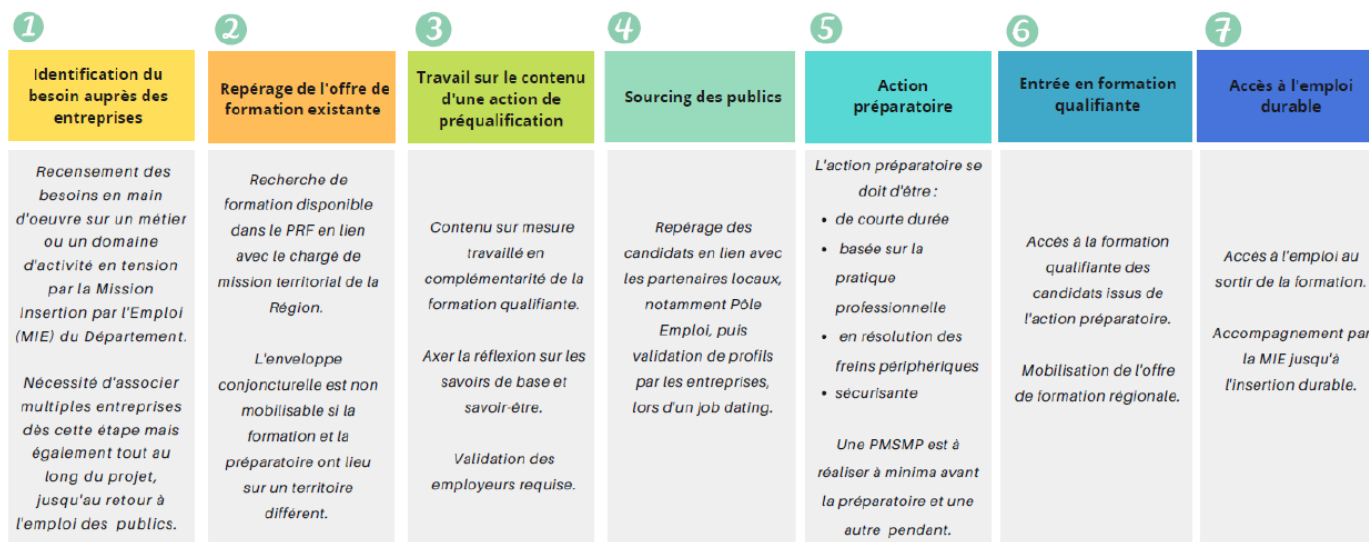 1
Identification du
besoin auprès des
entreprises
Recensement des
besoins en main
d'oeuvre sur un métier
ou un domaine
d'activité en tension
par la Mission
Insertion par l'Emploi
(MIE) du Département.
Nécessité d'associer
multiples entreprises
dès cette étape mais
également tout au
long du projet,
jusqu'au retour à
l'emploi des publics.
2
Repérage de l'offre de
formation existante
Recherche de
formation disponible
dans le PRF en lien
avec le chargé de
mission territorial de la
Région.
L'enveloppe
conjoncturelle est non
mobilisable si la
formation et la
préparatoire ont lieu
sur un territoire
différent.
3
Travail sur le contenu
d'une action de
préqualification
Contenu sur mesure
travaillé en
complémentarité de la
formation qualifiante.
Axer la réflexion sur les
savoirs de base et
savoir-être.
Validation des
employeurs requise.
4
Sourcing des publics
Repérage des
candidats en lien avec
les partenaires locaux,
notamment Pôle
Emploi, puis
validation de profils
par les entreprises,
lors d'un job dating.
5
Action
préparatoire
L'action préparatoire se
doit d'être :
• de courte durée
• basée sur la
pratique
professionnelle
• en résolution des
freins périphériques
• sécurisante
Une PMSMP est à
réaliser à minima avant
la préparatoire et une
autre pendant.
6
Entrée en formation
qualifiante
Accès à la formation
qualifiante des
candidats issus de
l'action préparatoire.
Mobilisation de l'offre
de formation régionale.
7
Accès à l'emploi
durable
Accès à l'emploi au
sortir de la formation.
Accompagnement par
la MIE jusqu'à
l'insertion durable.